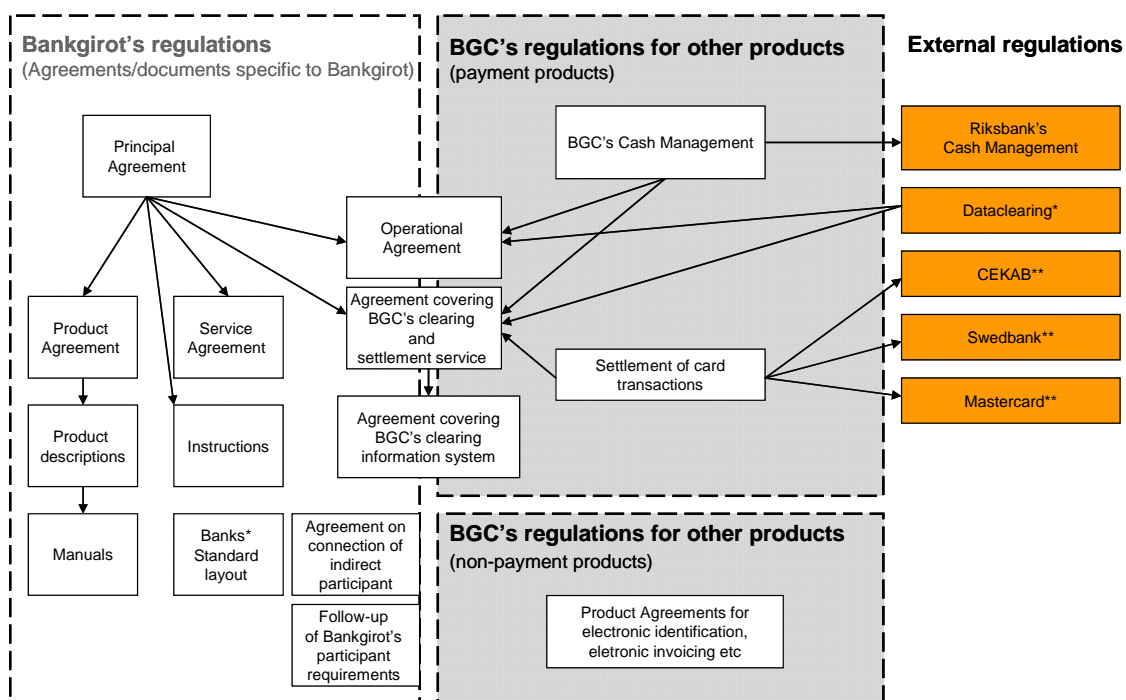 Bankgirot's regulations
(Agreements/documents specific to Bankgirot)
Principal
Agreement
Operational
Agreement
Product
Agreement
Service
Agreement
Agreement covering
BGC's clearing
and
settlement service
Product
descriptions
Instructions
Agreement covering
BGC's clearing
information system
Manuals
Banks*
Standard
layout
Agreement on
connection of
indirect
participant
Follow-up
of Bankgirot's
participant
requirements
BGC's regulations for other products
(payment products)
BGC's Cash Management
Settlement of card
transactions
BGC's regulations for other products
(non-payment products)
Product Agreements for
electronic identification,
eletronic invoicing etc
External regulations
Riksbank's
Cash Management
Dataclearing*
CEKAB**
Swedbank**
Mastercard**